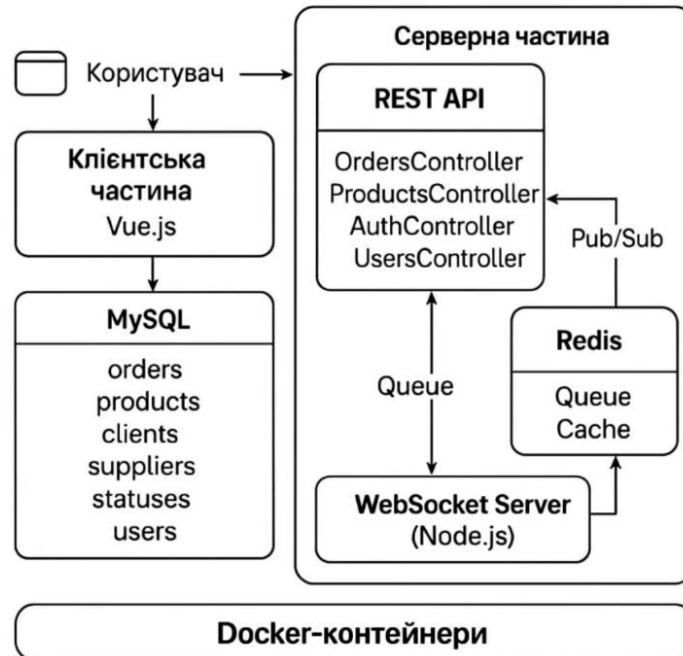 Користувач
Клієнтська
частина
Vue.js
MySQL
orders
products
clients
suppliers
statuses
users
Серверна частина
REST API
OrdersController
ProductsController
AuthController
UsersController
Pub/Sub
Redis
Queue
Cache
Queue
WebSocket Server
(Node.js)
Docker-контейнери